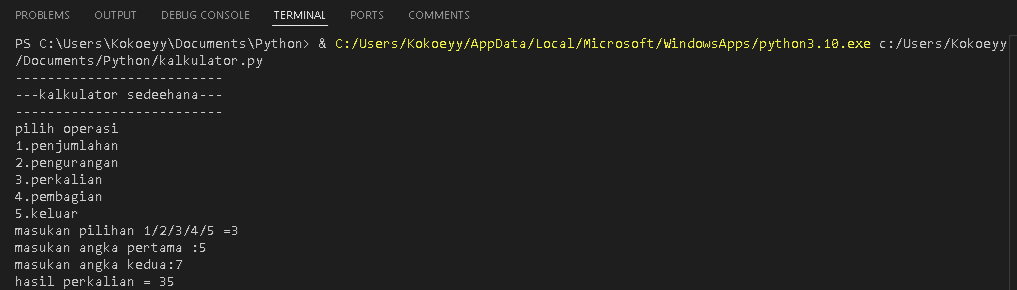 PROBLEMS OUTPUT DEBUG CONSOLE TERMINAL PORTS COMMENTS
PS C:\Users\Kokoeyy\Documents\Python> & C:/Users/Kokoeyy/AppData/Local/Microsoft/WindowsApps/python3.10.exe c:/Users/Kokoeyy
/Documents/Python/kalkulator.py
--------------------------
---kalkulator sedeehana---
--------------------------
pilih operasi
1.penjumlahan
2.pengurangan
3.perkalian
4.pembagian
5.keluar
masukan pilihan 1/2/3/4/5 =3
masukan angka pertama :5
masukan angka kedua:7
hasil perkalian = 35